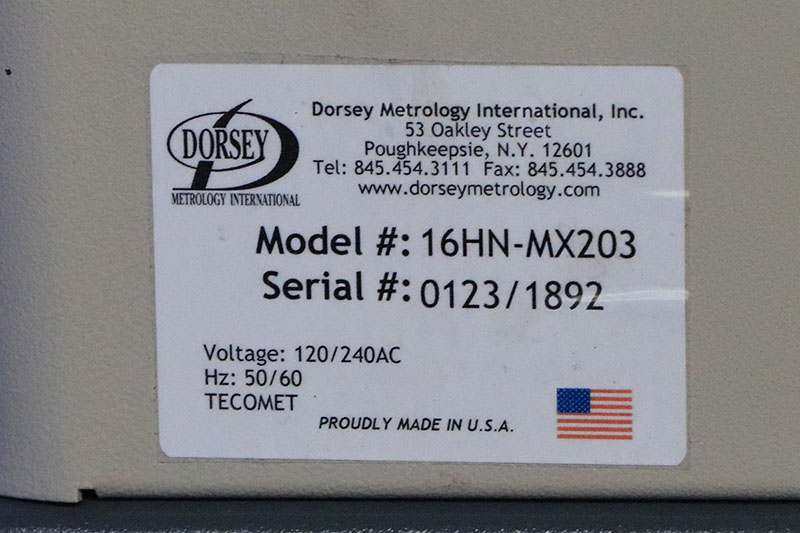 DORSEY
METROLOGY INTERNATIONAL
Dorsey Metrology International, Inc.
53 Oakley Street
Poughkeepsie, N.Y. 12601
Tel: 845.454.3111 Fax: 845.454.3888
www.dorseymetrology.com
Model #: 16HN-MX203
Serial #: 0123/1892
Voltage: 120/240AC
Hz: 50/60
TECOMET
PROUDLY MADE IN U.S.A.